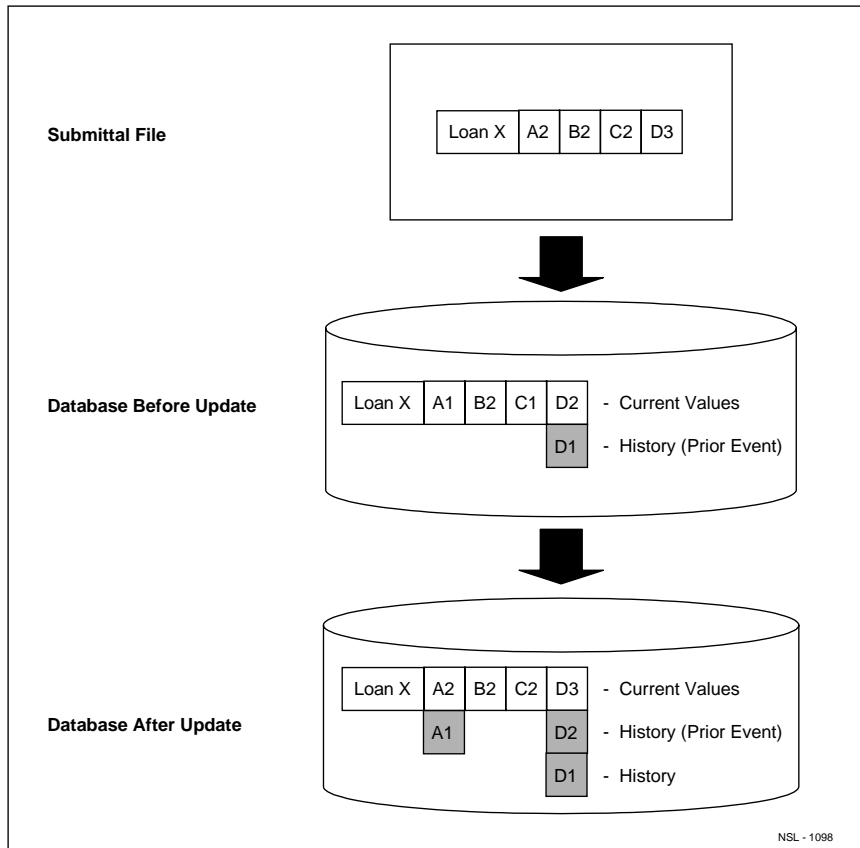 Submittal File
Loan X A2 B2 C2 D3
Database Before Update
Loan X A1 B2 C1 D2 - Current Values
D1 - History (Prior Event)
Database After Update
Loan X A2 B2 C2 D3 - Current Values
A1 D2 - History (Prior Event)
D1 - History
NSL - 1098